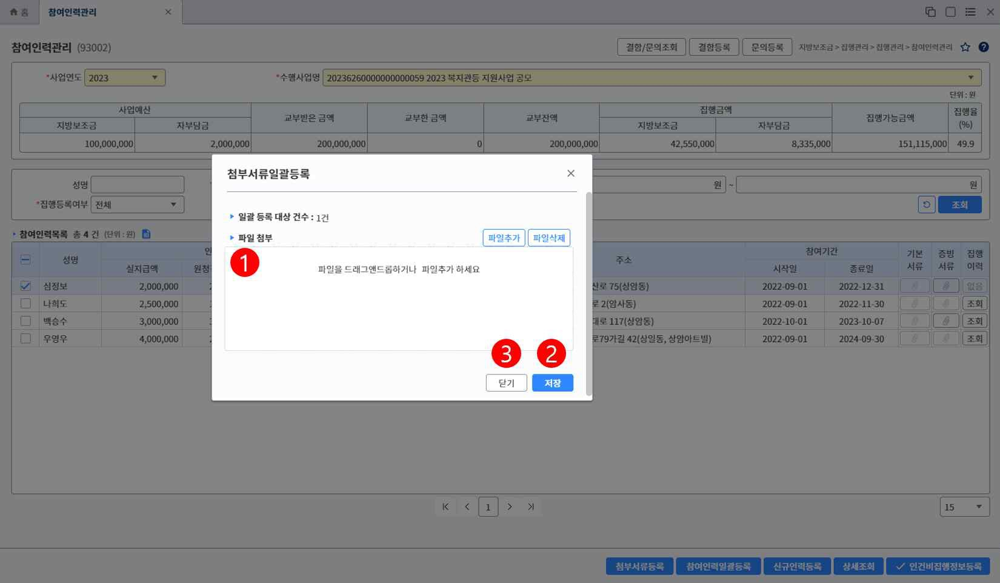 홈 참여인력관리
참여인력관리 (93002) 결함/문의조회 결함등록 문의등록 지방보조금 > 집행관리 > 집행관리 > 참여인력관리
*사업연도 2023 *수행사업명 20236260000000000059 2023 복지관등 지원사업 공모
단위 : 원
사업예산 교부받은 금액 교부한 금액 교부잔액 집행금액 집행가능금액 집행율 (%)
지방보조금 자부담금 지방보조금 자부담금
100,000,000 2,000,000 200,000,000 0 200,000,000 42,550,000 8,335,000 151,115,000 49.9
성명 원 ~ 원
*집행등록여부 전체 조회
참여인력목록 총 4 건 (단위 : 원)
성명 주소 참여기간 기본 서류 증빙 서류 집행 이력
실지급액 시작일 종료일
심정보 2,000,000 75(상암동) 2022-09-01 2022-12-31 없음
나희도 2,500,000 로 2(암사동) 2022-09-01 2022-11-30 조회
백승수 3,000,000 대로 117(상암동) 2022-10-01 2023-10-07 조회
우영우 4,000,000 로79가길 42(상일동, 상암아트빌) 2022-09-01 2024-09-30 조회
첨부서류일괄등록
일괄 등록 대상 건수 : 1건
파일 첨부 파일추가 파일삭제
1
파일을 드래그앤드롭하거나 파일추가 하세요
3 2
닫기 저장
1 15
첨부서류등록 참여인력일괄등록 신규인력등록 상세조회 인건비집행정보등록